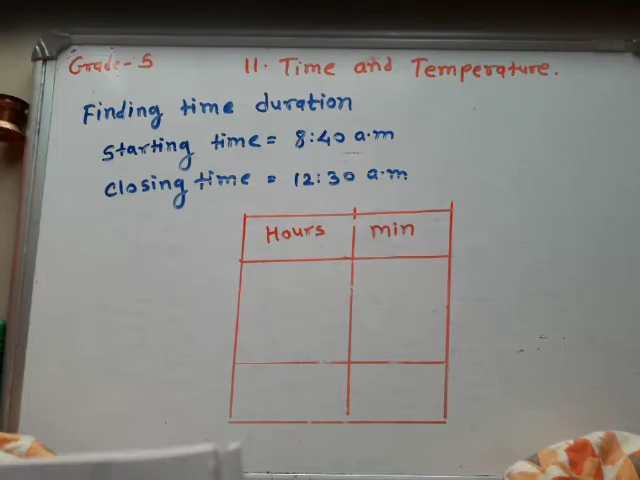 Grade-5 11. Time and Temperature.
Finding time duration
Starting time = 8:40 a.m
Closing time = 12:30 a.m
Hours min